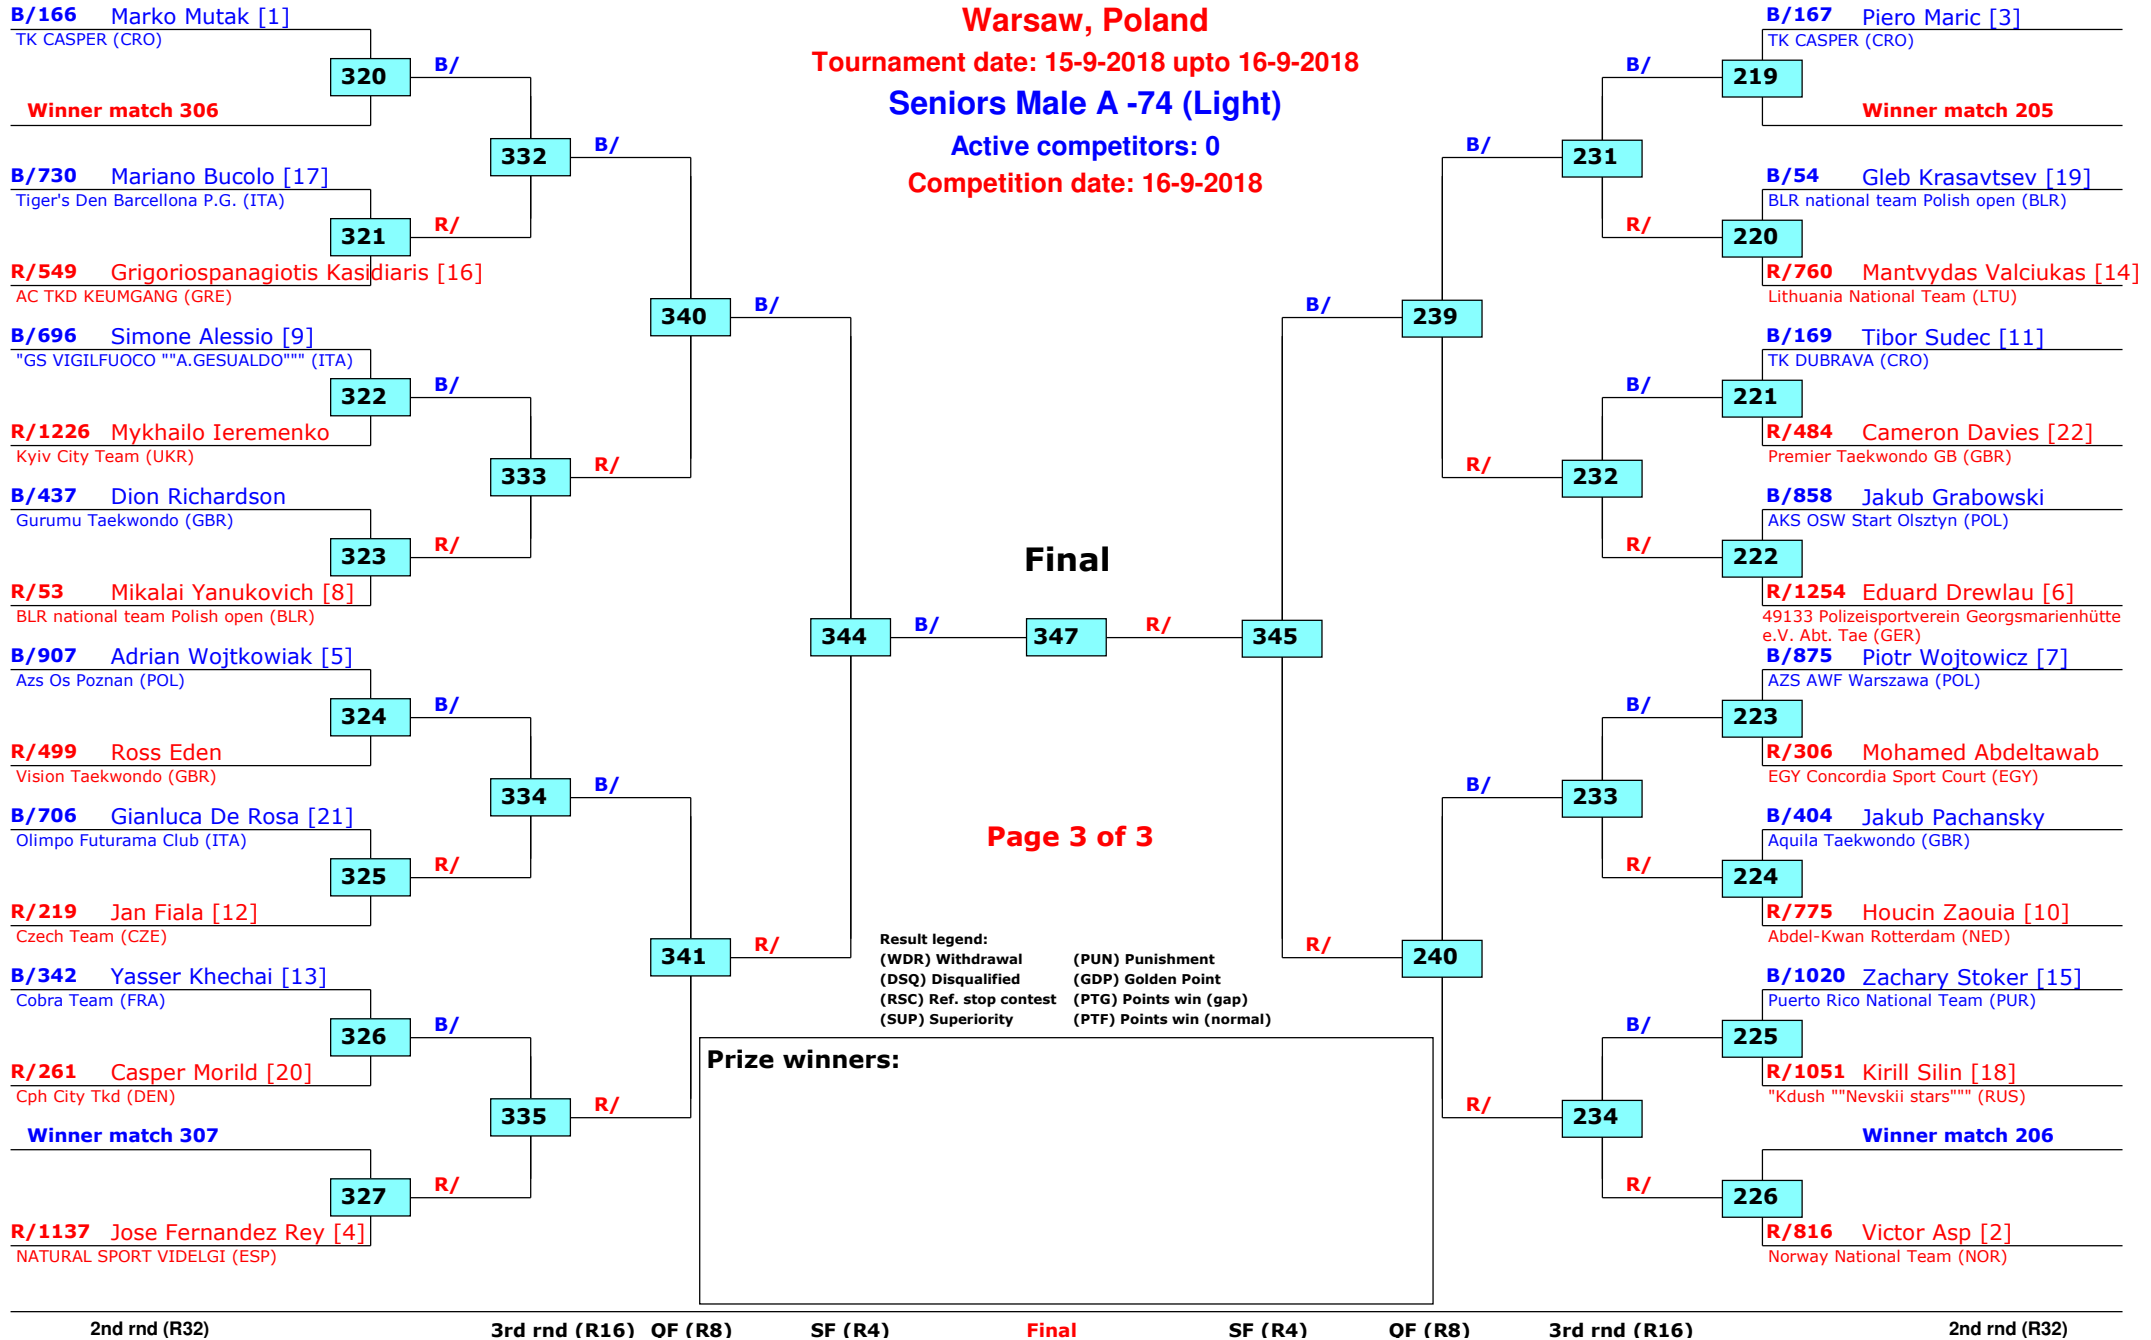 Warsaw, Poland
Tournament date: 15-9-2018 upto 16-9-2018
Seniors Male A -74 (Light)
Active competitors: 0
Competition date: 16-9-2018
B/166 Marko Mutak [1]
TK CASPER (CRO)
320 B/
Winner match 306
332 B/
B/730 Mariano Bucolo [17]
Tiger's Den Barcellona P.G. (ITA)
321 R/
R/549 Grigoriospanagiotis Kasidiaris [16]
AC TKD KEUMGANG (GRE)
340 B/
B/696 Simone Alessio [9]
"GS VIGILFUOCO ""A.GESUALDO""" (ITA)
322 B/
R/1226 Mykhailo Ieremenko
Kyiv City Team (UKR)
333 R/
B/437 Dion Richardson
Gurumu Taekwondo (GBR)
323 R/
R/53 Mikalai Yanukovich [8]
BLR national team Polish open (BLR)
344 B/
B/907 Adrian Wojtkowiak [5]
Azs Os Poznan (POL)
324 B/
R/499 Ross Eden
Vision Taekwondo (GBR)
334 B/
B/706 Gianluca De Rosa [21]
Olimpo Futurama Club (ITA)
325 R/
R/219 Jan Fiala [12]
Czech Team (CZE)
341 R/
B/342 Yasser Khechai [13]
Cobra Team (FRA)
326 B/
R/261 Casper Morild [20]
Cph City Tkd (DEN)
335 R/
Winner match 307
327 R/
R/1137 Jose Fernandez Rey [4]
NATURAL SPORT VIDELGI (ESP)
Final
347
Page 3 of 3
Result legend:
(WDR) Withdrawal (PUN) Punishment
(DSQ) Disqualified (GDP) Golden Point
(RSC) Ref. stop contest (PTG) Points win (gap)
(SUP) Superiority (PTF) Points win (normal)
Prize winners:
B/167 Piero Maric [3]
TK CASPER (CRO)
B/ 219
Winner match 205
B/ 231
B/54 Gleb Krasavtsev [19]
BLR national team Polish open (BLR)
R/ 220
R/760 Mantvydas Valciukas [14]
Lithuania National Team (LTU)
B/ 239
B/169 Tibor Sudec [11]
TK DUBRAVA (CRO)
B/ 221
R/484 Cameron Davies [22]
Premier Taekwondo GB (GBR)
R/ 232
B/858 Jakub Grabowski
AKS OSW Start Olsztyn (POL)
R/ 222
R/1254 Eduard Drewlau [6]
49133 Polizeisportverein Georgsmarienhütte
e.V. Abt. Tae (GER)
R/ 345
B/875 Piotr Wojtowicz [7]
AZS AWF Warszawa (POL)
B/ 223
R/306 Mohamed Abdeltawab
EGY Concordia Sport Court (EGY)
B/ 233
B/404 Jakub Pachansky
Aquila Taekwondo (GBR)
R/ 224
R/775 Houcin Zaouia [10]
Abdel-Kwan Rotterdam (NED)
R/ 240
B/1020 Zachary Stoker [15]
Puerto Rico National Team (PUR)
B/ 225
R/1051 Kirill Silin [18]
"Kdush ""Nevskii stars""" (RUS)
R/ 234
Winner match 206
R/ 226
R/816 Victor Asp [2]
Norway National Team (NOR)
2nd rnd (R32) 3rd rnd (R16) QF (R8) SF (R4) Final SF (R4) QF (R8) 3rd rnd (R16) 2nd rnd (R32)